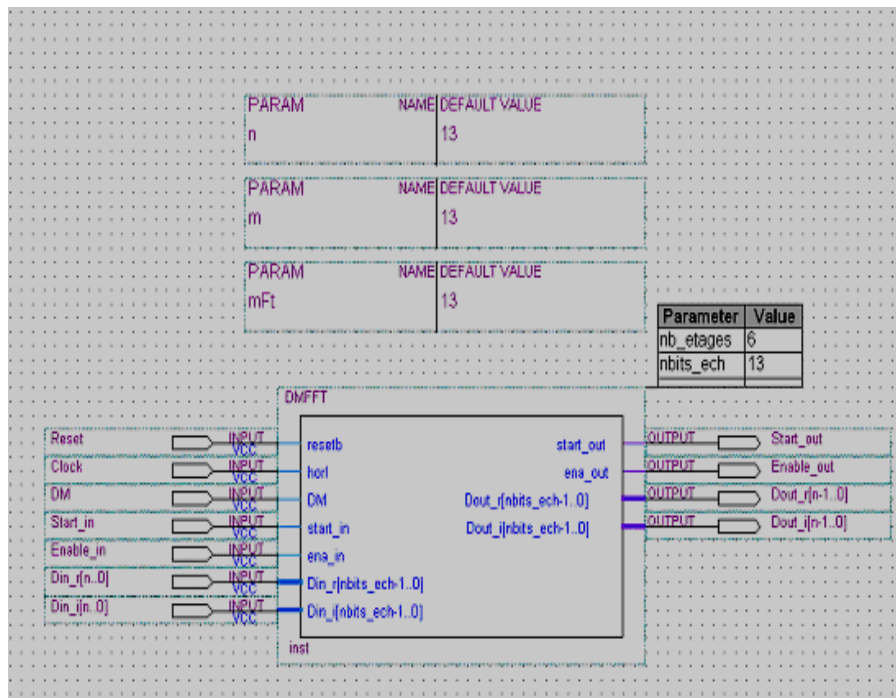 PARAM NAME DEFAULT VALUE
n 13
PARAM NAME DEFAULT VALUE
m 13
PARAM NAME DEFAULT VALUE
mFt 13
Parameter Value
nb_etages 6
nbits_ech 13
DMFFT
Reset INPUT VCC resetb start_out OUTPUT Start_out
Clock INPUT VCC horl ena_out OUTPUT Enable_out
DM INPUT VCC DM Dout_r[nbits_ech-1..0] OUTPUT Dout_r[n-1..0]
Start_in INPUT VCC start_in Dout_i[nbits_ech-1..0] OUTPUT Dout_i[n-1..0]
Enable_in INPUT VCC ena_in
Din_r[n..0] INPUT VCC Din_r[nbits_ech-1..0]
Din_i[n..0] INPUT VCC Din_i[nbits_ech-1..0]
inst